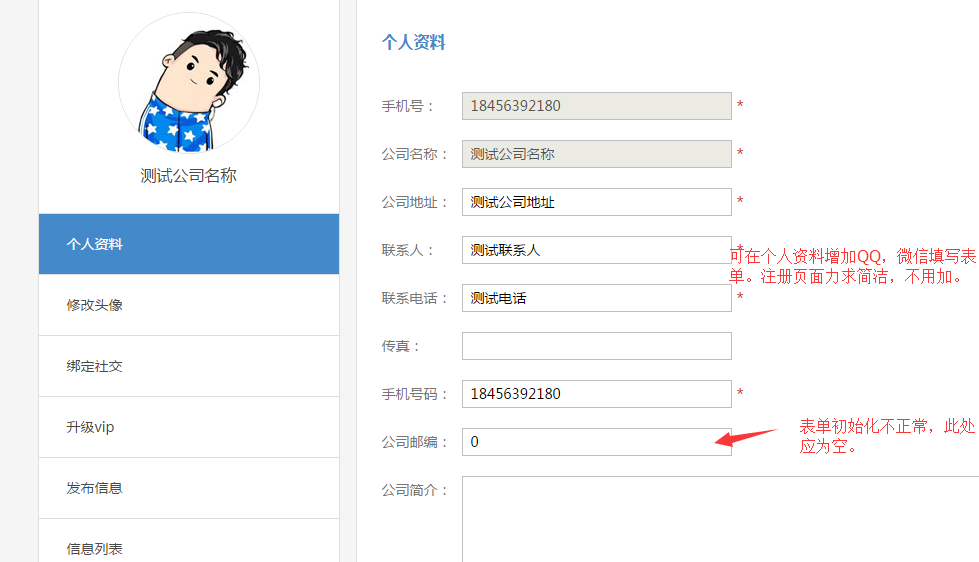 测试公司名称
个人资料
修改头像
绑定社交
升级vip
发布信息
信息列表
个人资料
手机号： 18456392180 *
公司名称： 测试公司名称 *
公司地址： 测试公司地址 *
联系人： 测试联系人 *
可在个人资料增加QQ，微信填写表
单。注册页面力求简洁，不用加。
联系电话： 测试电话 *
传真：
手机号码： 18456392180 *
公司邮编： 0
表单初始化不正常，此处
应为空。
公司简介：